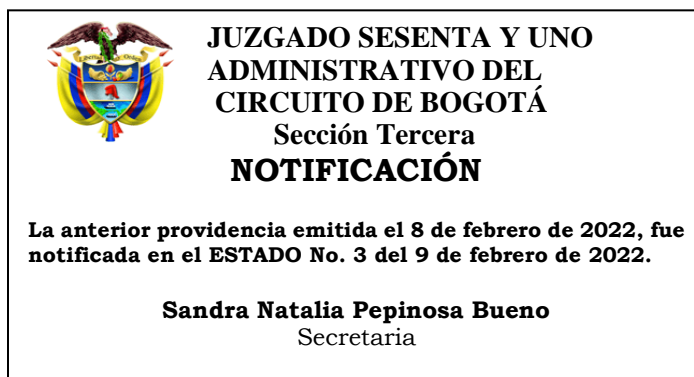 JUZGADO SESENTA Y UNO
ADMINISTRATIVO DEL
CIRCUITO DE BOGOTÁ
Sección Tercera
NOTIFICACIÓN
La anterior providencia emitida el 8 de febrero de 2022, fue
notificada en el ESTADO No. 3 del 9 de febrero de 2022.
Sandra Natalia Pepinosa Bueno
Secretaria